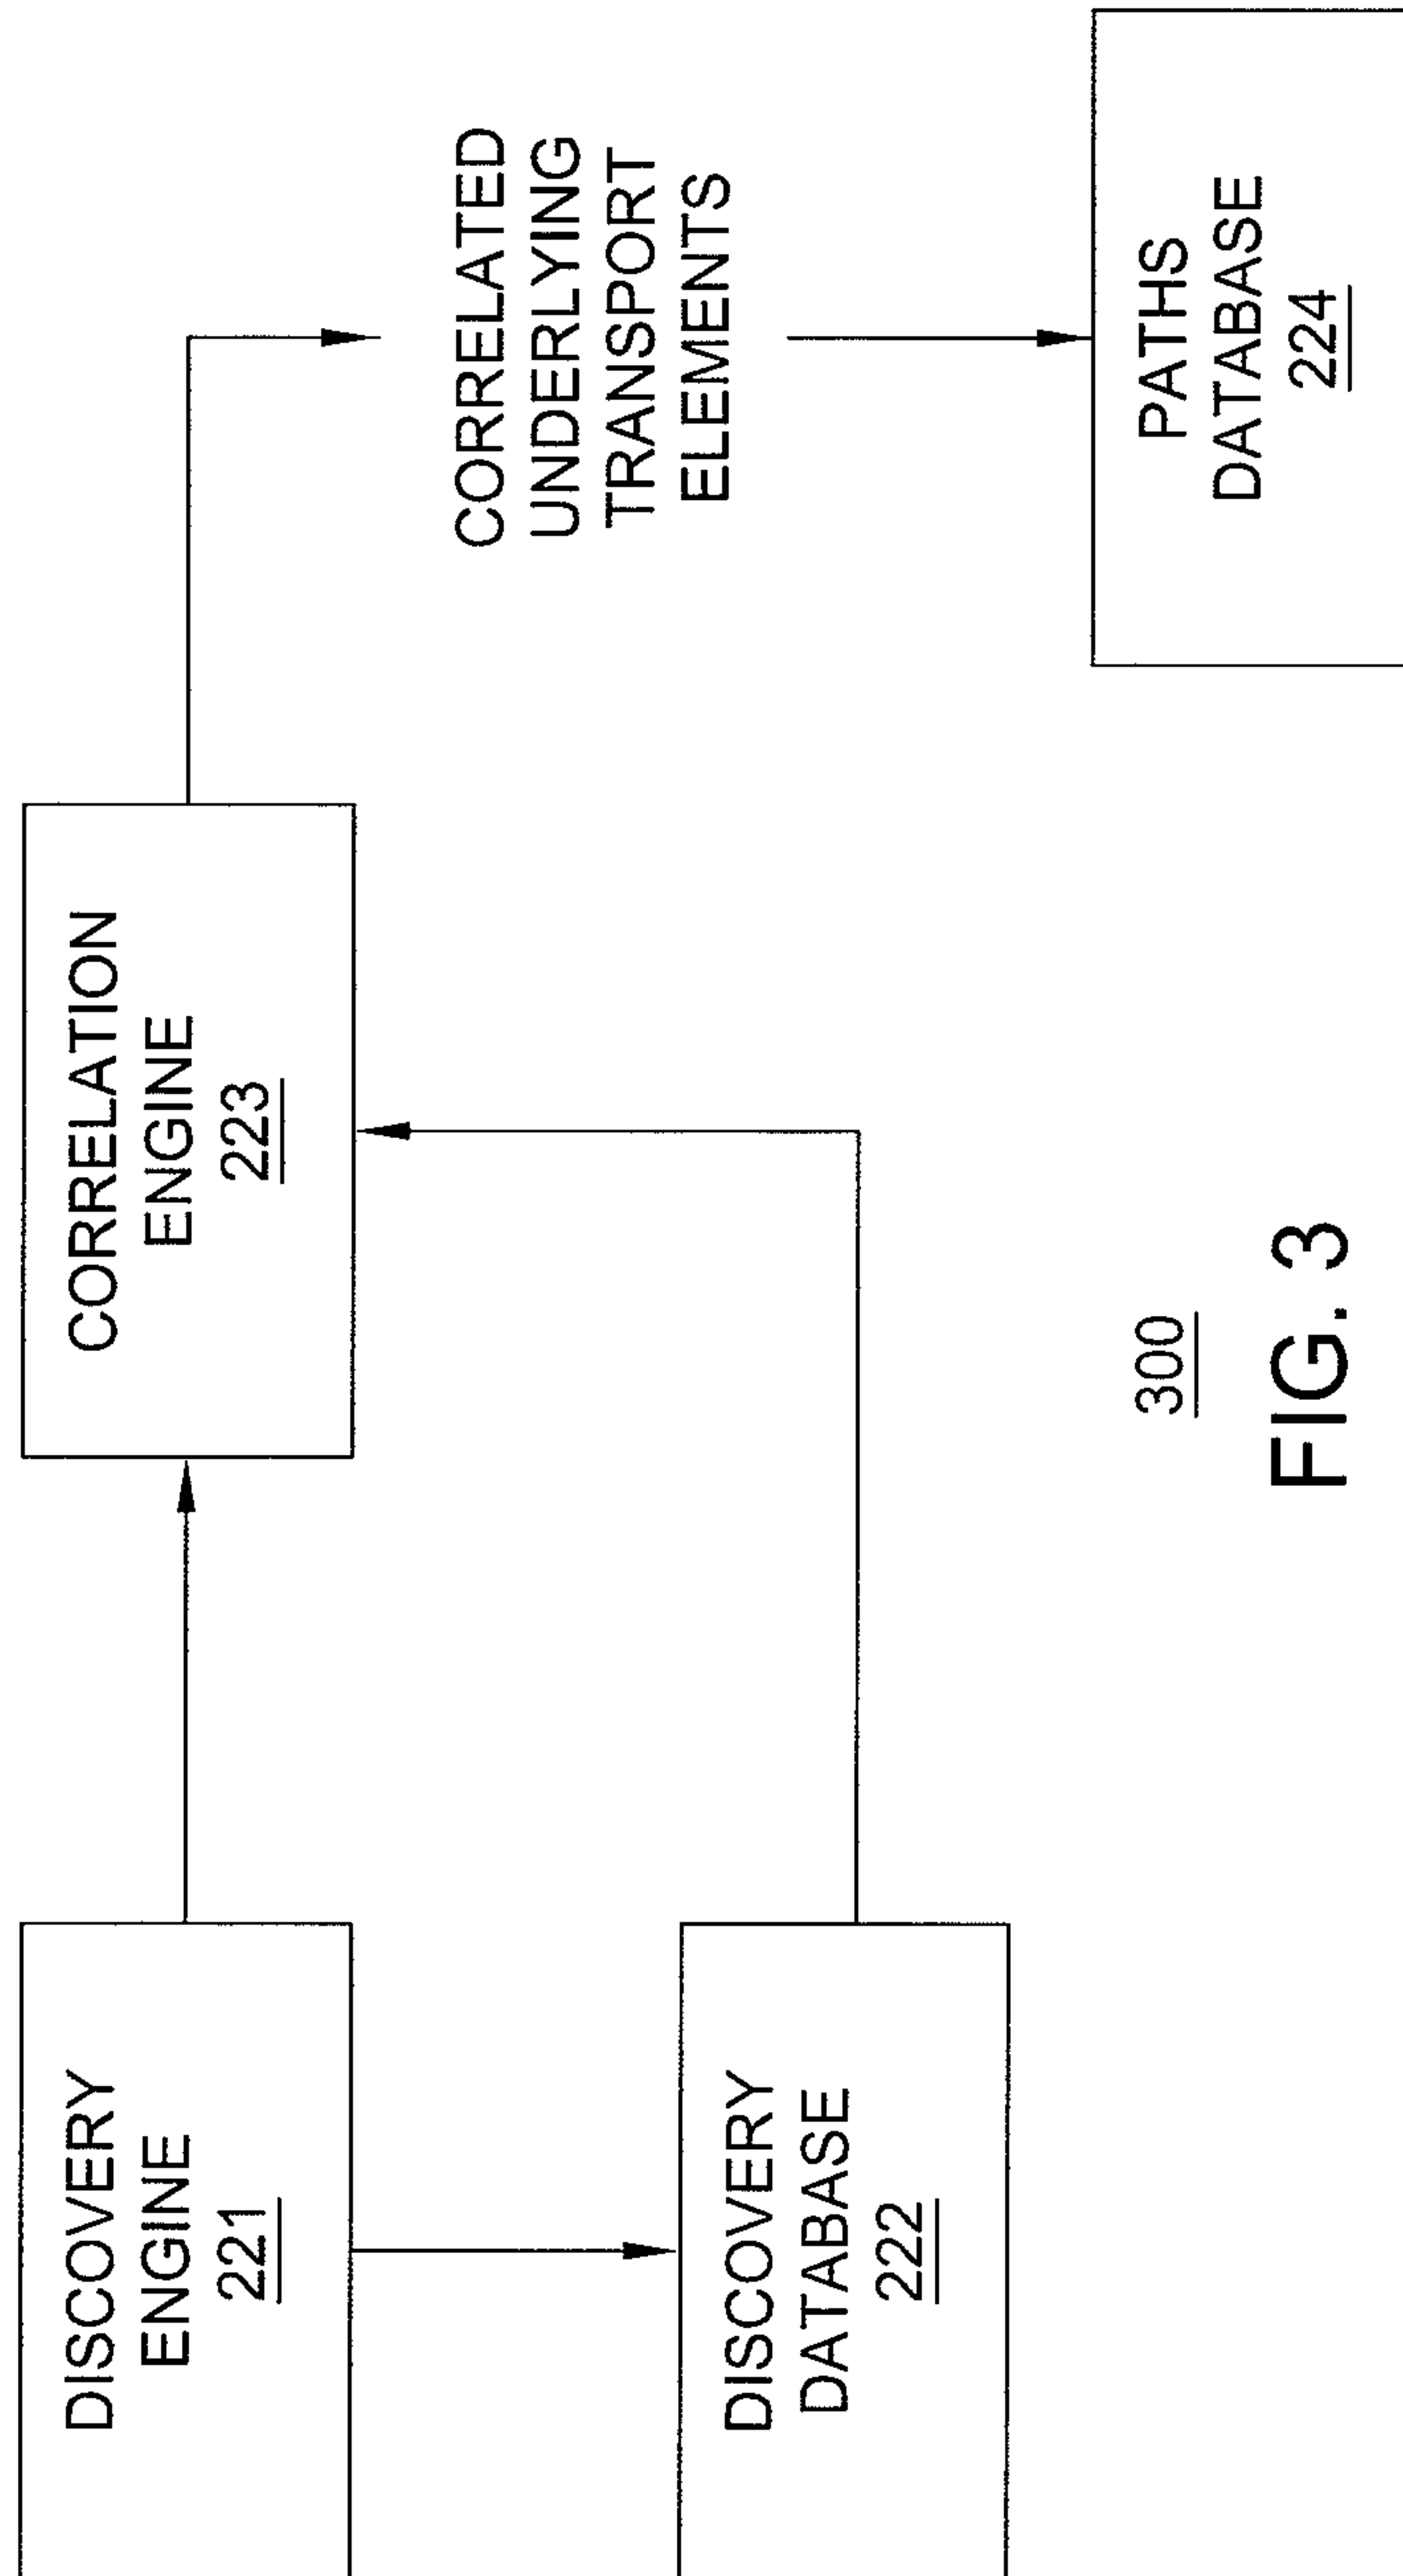 DISCOVERY
ENGINE
221
CORRELATION
ENGINE
223
CORRELATED
UNDERLYING
TRANSPORT
ELEMENTS
DISCOVERY
DATABASE
222
PATHS
DATABASE
224
300
FIG. 3